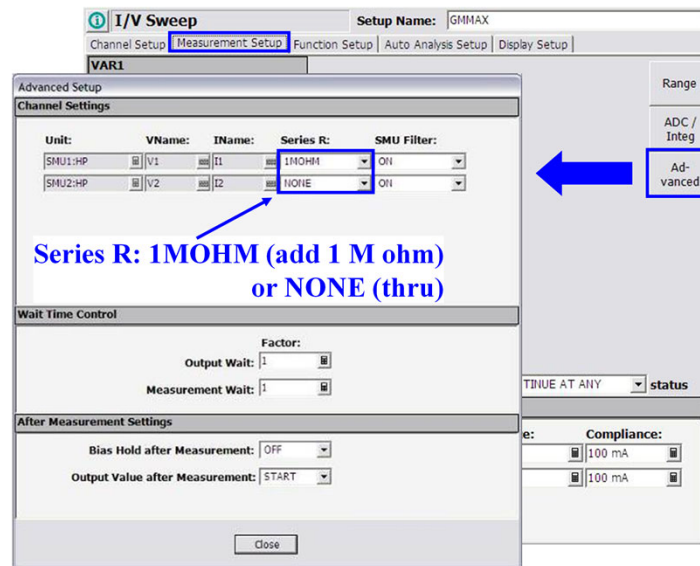 I/V Sweep Setup Name: GMMAX
Channel Setup Measurement Setup Function Setup Auto Analysis Setup Display Setup
VAR1
Range
ADC /
Integ
Ad-
vanced
Advanced Setup
Channel Settings
Unit: VName: IName: Series R: SMU Filter:
SMU1:HP V1 I1 1MOHM ON
SMU2:HP V2 I2 NONE ON
Series R: 1MOHM (add 1 M ohm)
or NONE (thru)
Wait Time Control
Factor:
Output Wait: 1
Measurement Wait: 1
TINUE AT ANY status
After Measurement Settings
e: Compliance:
Bias Hold after Measurement: OFF 100 mA
Output Value after Measurement: START 100 mA
Close